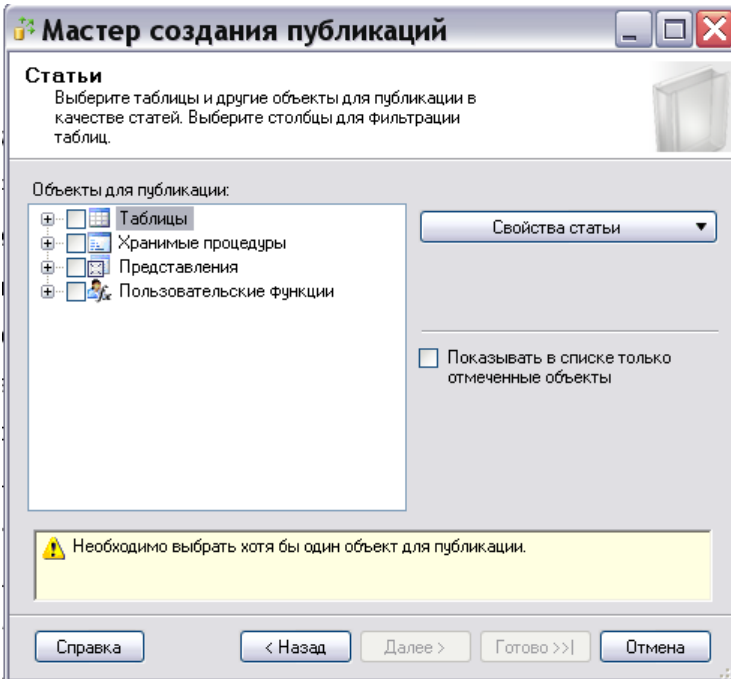 Мастер создания публикаций
Статьи
Выберите таблицы и другие объекты для публикации в
качестве статей. Выберите столбцы для фильтрации
таблиц.
Объекты для публикации:
Таблицы
Хранимые процедуры
Представления
Пользовательские функции
Свойства статьи
Показывать в списке только
отмеченные объекты
Необходимо выбрать хотя бы один объект для публикации.
Справка
< Назад
Далее >
Готово >>|
Отмена